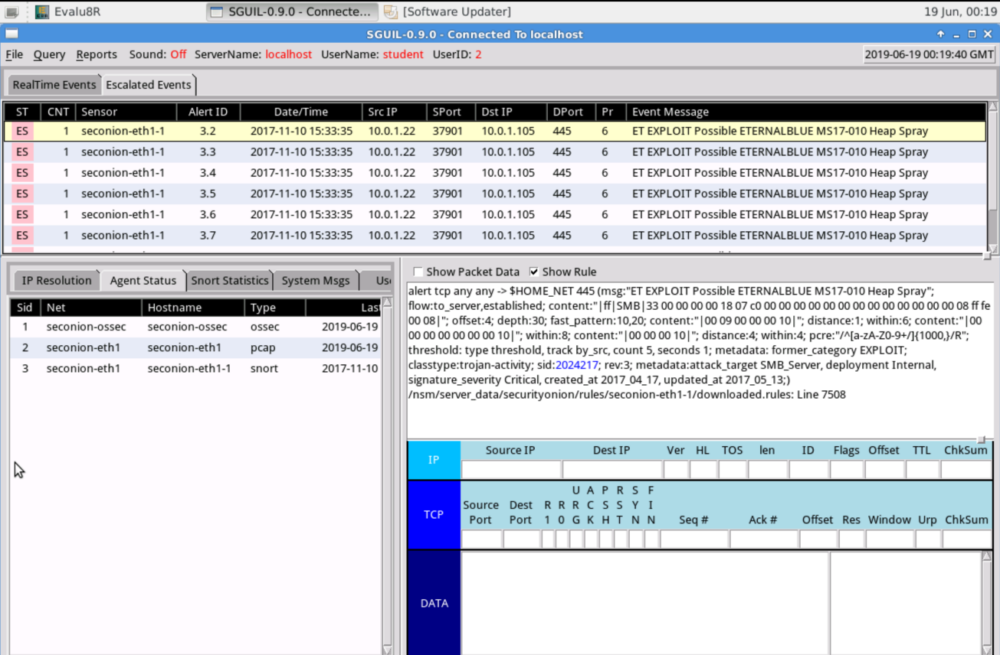 Evalu8R SGUIL-0.9.0 - Connecte... [Software Updater] 19 Jun, 00:19
SGUIL-0.9.0 - Connected To localhost
File Query Reports Sound: Off ServerName: localhost UserName: student UserID: 2 2019-06-19 00:19:40 GMT
RealTime Events Escalated Events
ST CNT Sensor Alert ID Date/Time Src IP SPort Dst IP DPort Pr Event Message
ES 1 seconion-eth1-1 3.2 2017-11-10 15:33:35 10.0.1.22 37901 10.0.1.105 445 6 ET EXPLOIT Possible ETERNALBLUE MS17-010 Heap Spray
ES 1 seconion-eth1-1 3.3 2017-11-10 15:33:35 10.0.1.22 37901 10.0.1.105 445 6 ET EXPLOIT Possible ETERNALBLUE MS17-010 Heap Spray
ES 1 seconion-eth1-1 3.4 2017-11-10 15:33:35 10.0.1.22 37901 10.0.1.105 445 6 ET EXPLOIT Possible ETERNALBLUE MS17-010 Heap Spray
ES 1 seconion-eth1-1 3.5 2017-11-10 15:33:35 10.0.1.22 37901 10.0.1.105 445 6 ET EXPLOIT Possible ETERNALBLUE MS17-010 Heap Spray
ES 1 seconion-eth1-1 3.6 2017-11-10 15:33:35 10.0.1.22 37901 10.0.1.105 445 6 ET EXPLOIT Possible ETERNALBLUE MS17-010 Heap Spray
ES 1 seconion-eth1-1 3.7 2017-11-10 15:33:35 10.0.1.22 37901 10.0.1.105 445 6 ET EXPLOIT Possible ETERNALBLUE MS17-010 Heap Spray
IP Resolution Agent Status Snort Statistics System Msgs Us
Sid Net Hostname Type Las
1 seconion-ossec seconion-ossec ossec 2019-06-19
2 seconion-eth1 seconion-eth1 pcap 2019-06-19
3 seconion-eth1 seconion-eth1-1 snort 2017-11-10
Show Packet Data Show Rule
alert tcp any any -> $HOME_NET 445 (msg:"ET EXPLOIT Possible ETERNALBLUE MS17-010 Heap Spray";
flow:to_server,established; content:"|ff|SMB|33 00 00 00 00 18 07 c0 00 00 00 00 00 00 00 00 00 00 00 00 00 08 ff fe
00 08|"; offset:4; depth:30; fast_pattern:10,20; content:"|00 09 00 00 00 10|"; distance:1; within:6; content:"|00
00 00 00 00 00 00 10|"; within:8; content:"|00 00 00 10|"; distance:4; within:4; pcre:"/^[a-zA-Z0-9+/]{1000,}/R";
threshold: type threshold, track by_src, count 5, seconds 1; metadata: former_category EXPLOIT;
classtype:trojan-activity; sid:2024217; rev:3; metadata:attack_target SMB_Server, deployment Internal,
signature_severity Critical, created_at 2017_04_17, updated_at 2017_05_13;)
/nsm/server_data/securityonion/rules/seconion-eth1-1/downloaded.rules: Line 7508
IP Source IP Dest IP Ver HL TOS len ID Flags Offset TTL ChkSum
U A P R S F
Source Dest R R R C S S Y I
TCP Port Port 1 0 G K H T N N Seq # Ack # Offset Res Window Urp ChkSum
DATA